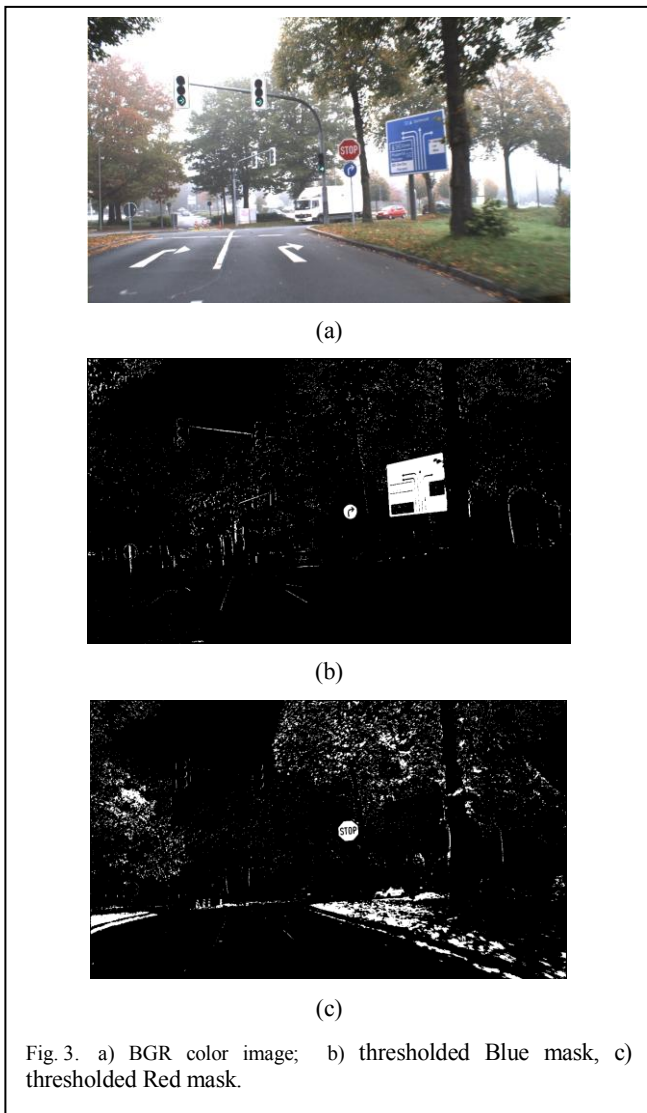 STOP
(a)
(b)
STOP
(c)
Fig. 3. a) BGR color image; b) thresholded Blue mask, c)
thresholded Red mask.